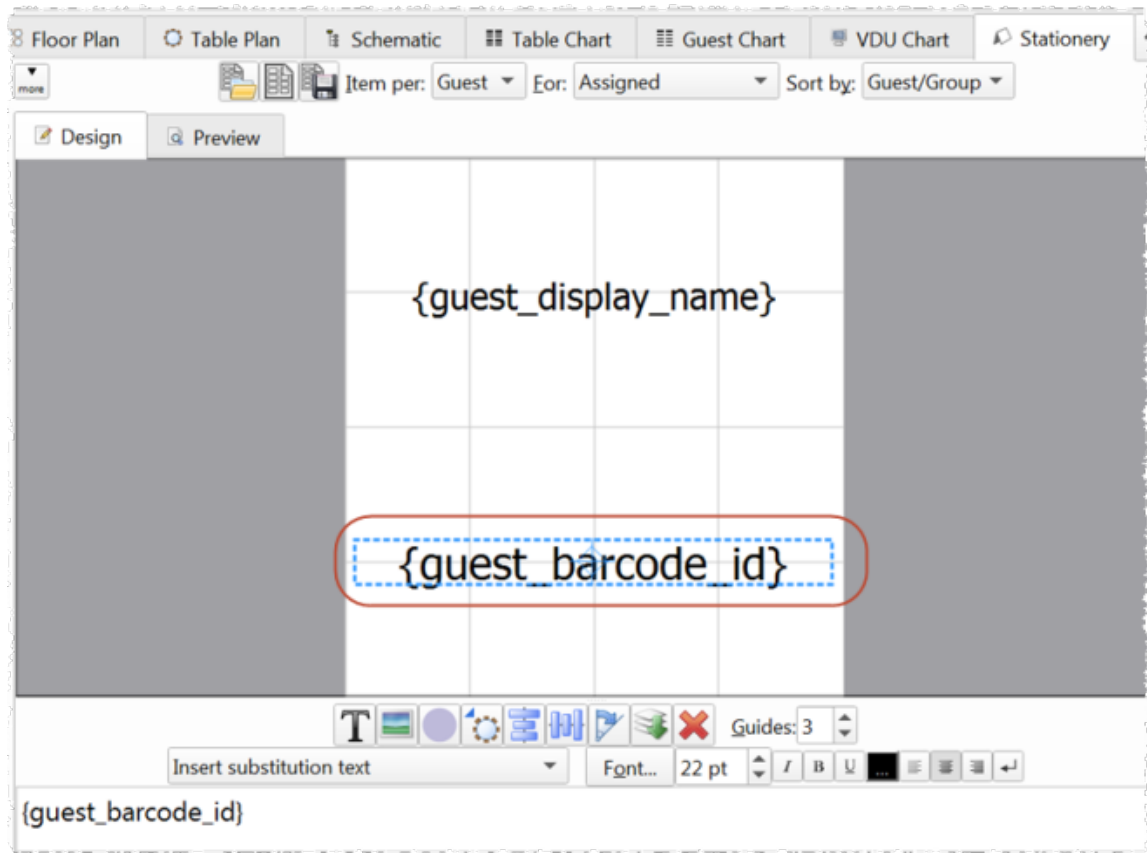 Floor Plan Table Plan Schematic Table Chart Guest Chart VDU Chart Stationery
more Item per: Guest For: Assigned Sort by: Guest/Group
Design Preview
{guest_display_name}
{guest_barcode_id}
T Guides: 3
Insert substitution text Font... 22 pt I B U ...
{guest_barcode_id}